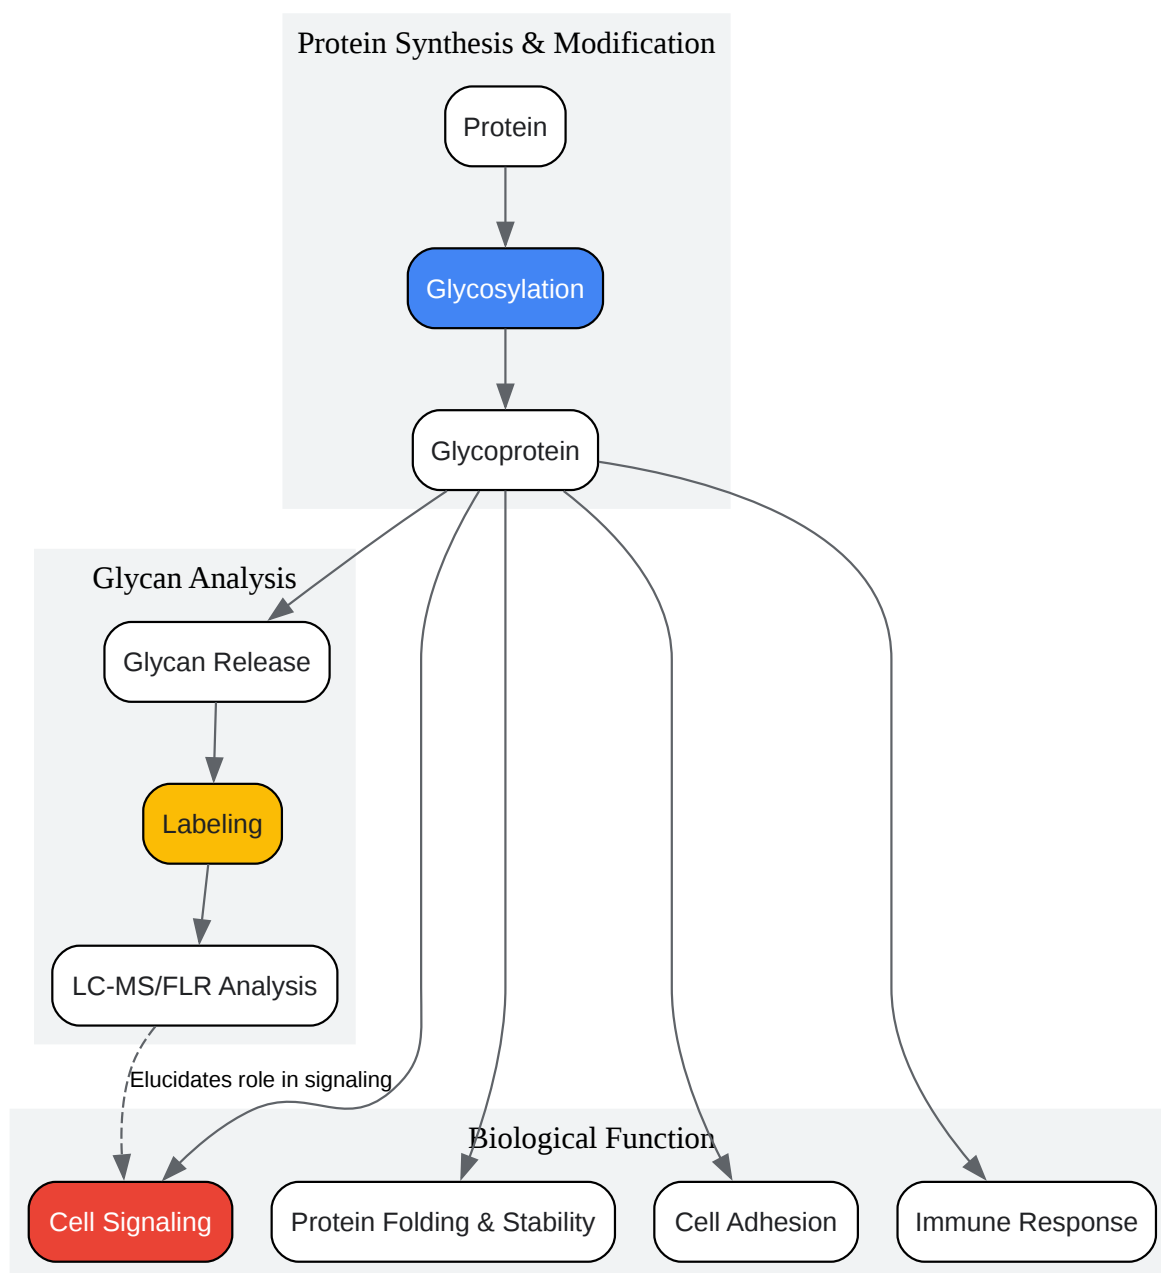 Protein Synthesis & Modification
Protein
Glycosylation
Glycoprotein
Glycan Analysis
Glycan Release
Labeling
LC-MS/FLR Analysis
Elucidates role in signaling
Biological Function
Cell Signaling
Protein Folding & Stability
Cell Adhesion
Immune Response